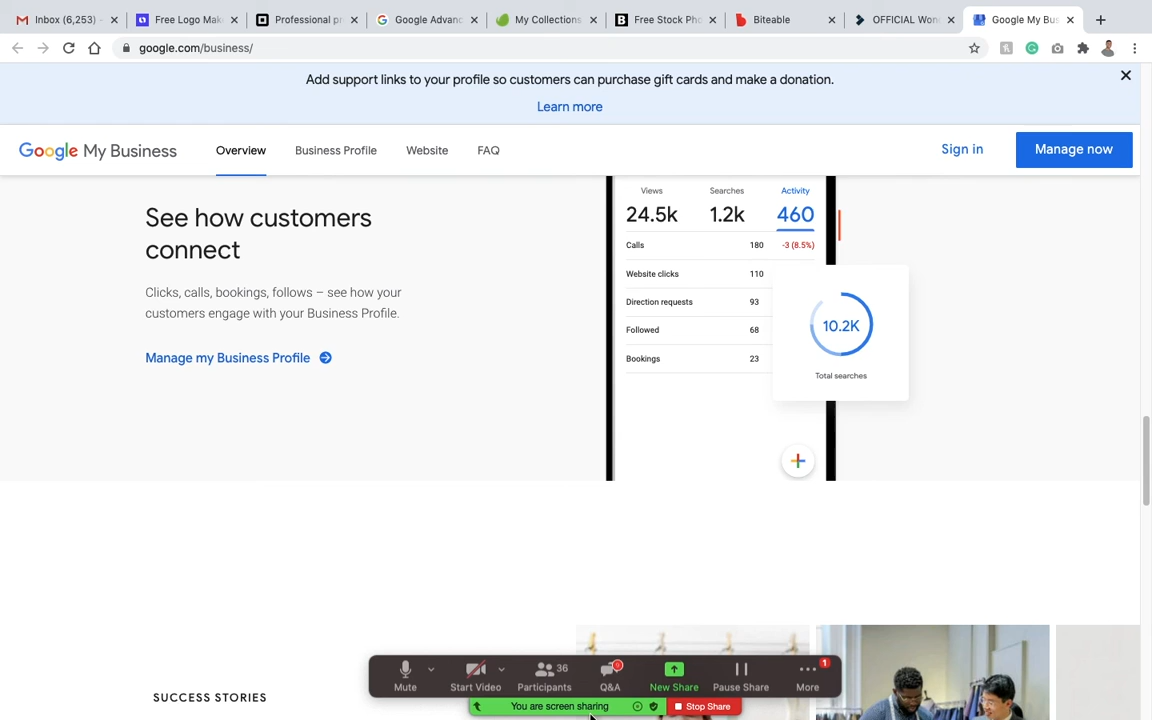 Inbox (6,253) -
Free Logo Mak
Professional pr
Google Advanc
My Collections
Free Stock Pho
Biteable
OFFICIAL Won
Google My Bus
google.com/business/
Add support links to your profile so customers can purchase gift cards and make a donation.
Learn more
Google My Business
Overview
Business Profile
Website
FAQ
Sign in
Manage now
See how customers
connect
Clicks, calls, bookings, follows – see how your
customers engage with your Business Profile.
Manage my Business Profile
Views
Searches
Activity
24.5k
1.2k
460
Calls 180 -3 (8.5%)
Website clicks 110
Direction requests 93
Followed 68
Bookings 23
10.2K
Total searches
SUCCESS STORIES
36
9
1
Mute
Start Video
Participants
Q&A
New Share
Pause Share
More
You are screen sharing
Stop Share